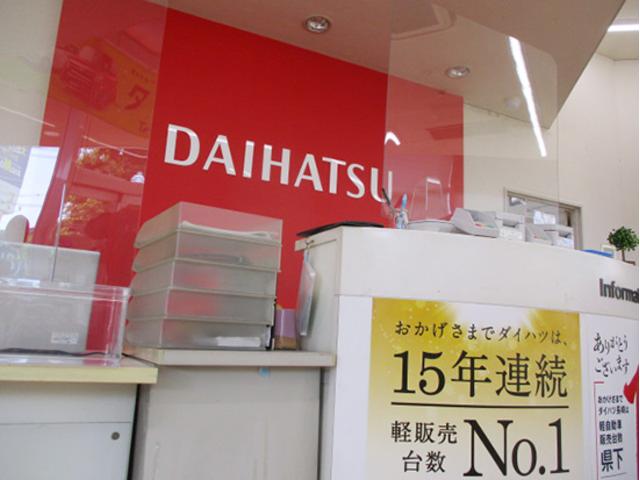 DAIHATSU
おかげさまでダイハツは、
15年連続
軽販売
台数 No.1
Informa
ありがとう
ございます
おかげさまで
ダイハツ長崎は
軽自動車
販売台数
県下